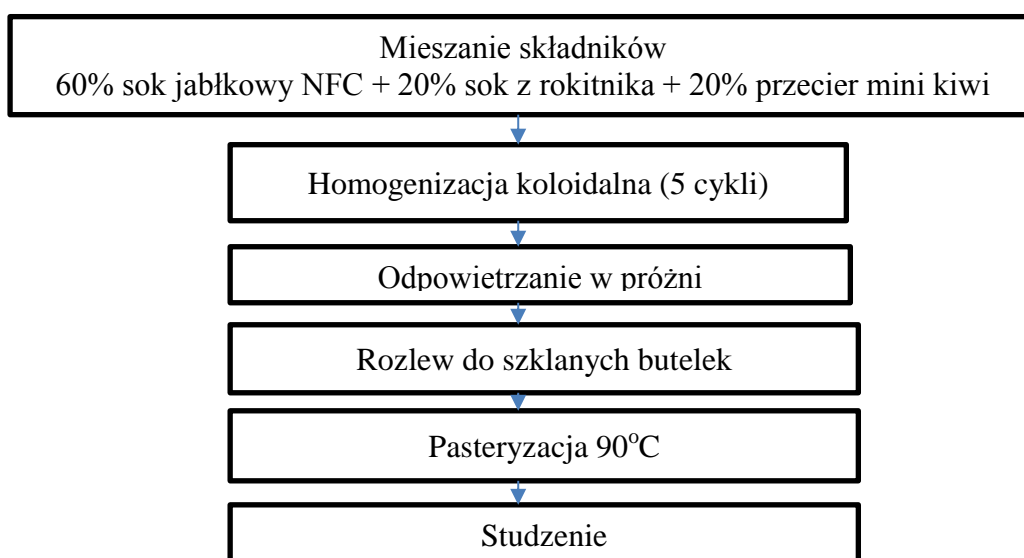 Mieszanie składników
60% sok jabłkowy NFC + 20% sok z rokitnika + 20% przecier mini kiwi
Homogenizacja koloidalna (5 cykli)
Odpowietrzanie w próżni
Rozlew do szklanych butelek
Pasteryzacja 90°C
Studzenie